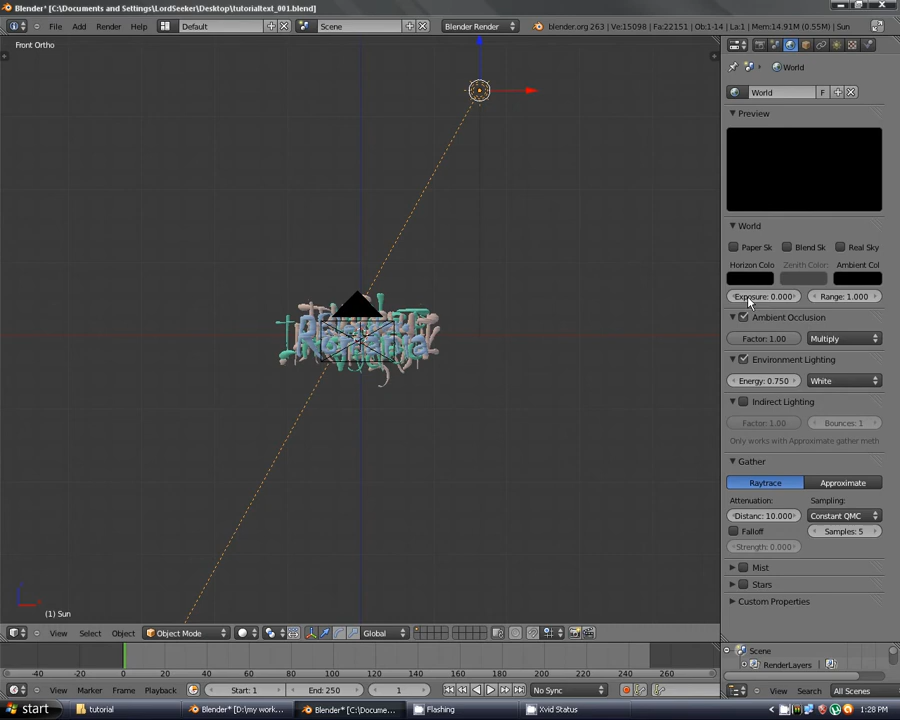 Blender* [C:\Documents and Settings\LordSeeker\Desktop\tutorialtext_001.blend]
File Add Render Help Default Scene Blender Render blender.org 263 | Ve:15098 | Fa:22151 | Ob:1-14 | La:1 | Mem:14.91M (0.55M) | Sun
Front Ortho
World
World F
Preview
World
Paper Sk Blend Sk Real Sky
Horizon Colo Zenith Color: Ambient Col
Exposure: 0.000 Range: 1.000
Ambient Occlusion
Factor: 1.00 Multiply
Environment Lighting
Energy: 0.750 White
Indirect Lighting
Factor: 1.00 Bounces: 1
Only works with Approximate gather meth
Gather
Raytrace Approximate
Attenuation: Sampling:
Distanc: 10.000 Constant QMC
Falloff Samples: 5
Strength: 0.000
Mist
Stars
Custom Properties
(1) Sun
View Select Object Object Mode Global
Scene
RenderLayers
-40 -20 0 20 40 60 80 100 120 140 160 180 200 220 240 260 280
View Marker Frame Playback Start: 1 End: 250 1 No Sync
View Search All Scenes
start tutorial Blender* [D:\my work... Blender* [C:\Docume... Flashing Xvid Status 1:28 PM